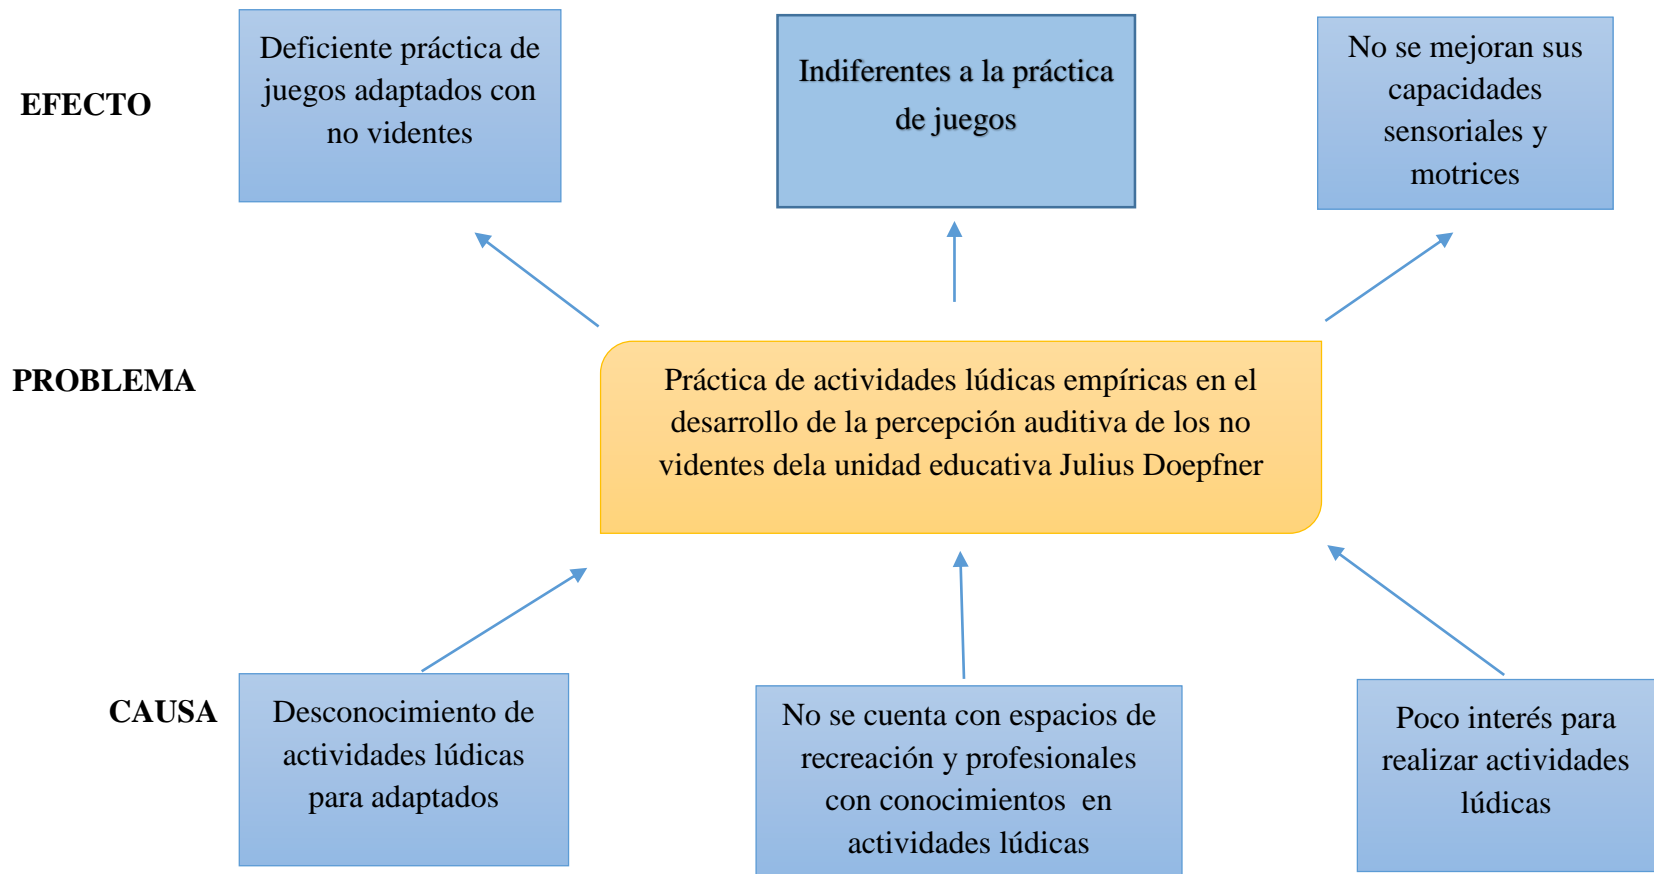 EFECTO
Deficiente práctica de
juegos adaptados con
no videntes
Indiferentes a la práctica
de juegos
No se mejoran sus
capacidades
sensoriales y
motrices
PROBLEMA
Práctica de actividades lúdicas empíricas en el
desarrollo de la percepción auditiva de los no
videntes dela unidad educativa Julius Doepfner
CAUSA
Desconocimiento de
actividades lúdicas
para adaptados
No se cuenta con espacios de
recreación y profesionales
con conocimientos en
actividades lúdicas
Poco interés para
realizar actividades
lúdicas